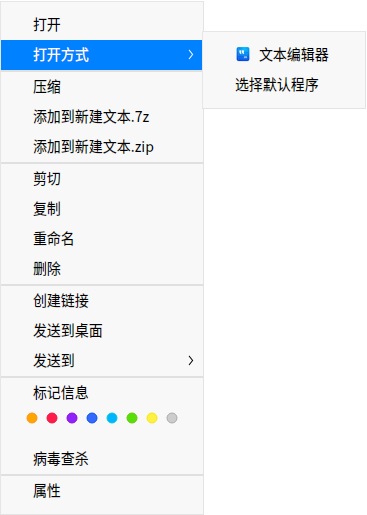 打开
打开方式
文本编辑器
选择默认程序
压缩
添加到新建文本.7z
添加到新建文本.zip
剪切
复制
重命名
删除
创建链接
发送到桌面
发送到
标记信息
病毒查杀
属性